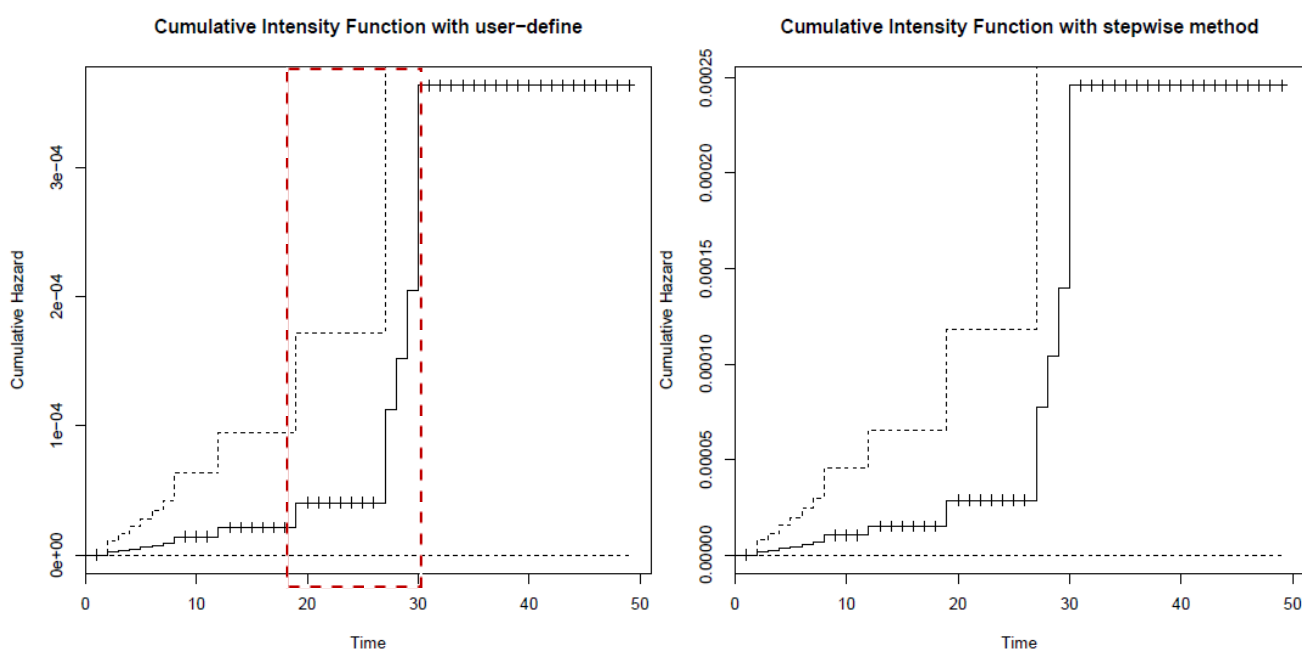 Cumulative Intensity Function with user−define
Cumulative Hazard
3e−04
2e−04
1e−04
0e+00
0 10 20 30 40 50
Time
Cumulative Intensity Function with stepwise method
Cumulative Hazard
0.00025
0.00020
0.00015
0.00010
0.00005
0.00000
0 10 20 30 40 50
Time